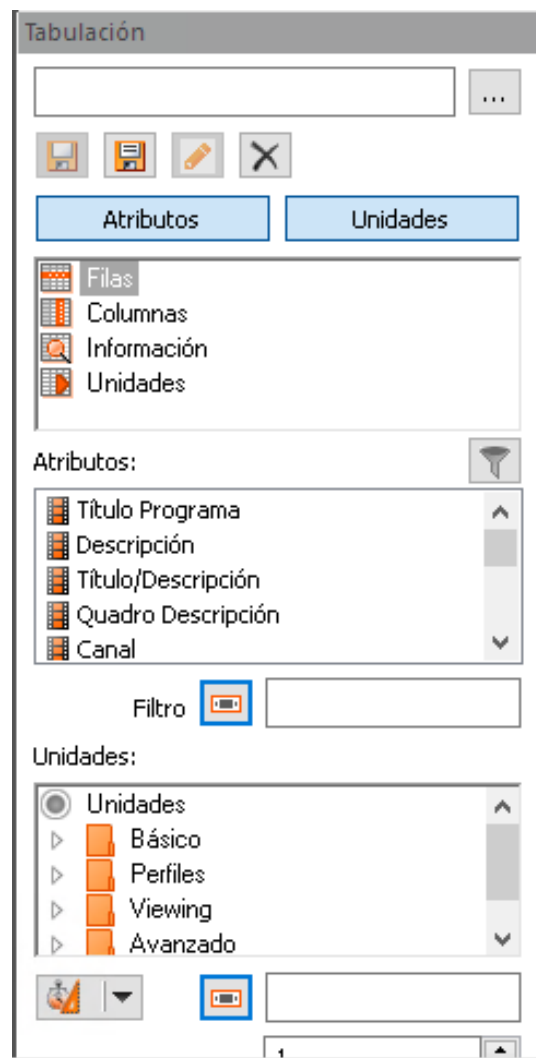 Tabulación
...
Atributos Unidades
Filas
Columnas
Información
Unidades
Atributos:
Título Programa
Descripción
Título/Descripción
Quadro Descripción
Canal
Filtro
Unidades:
Unidades
Básico
Perfiles
Viewing
Avanzado